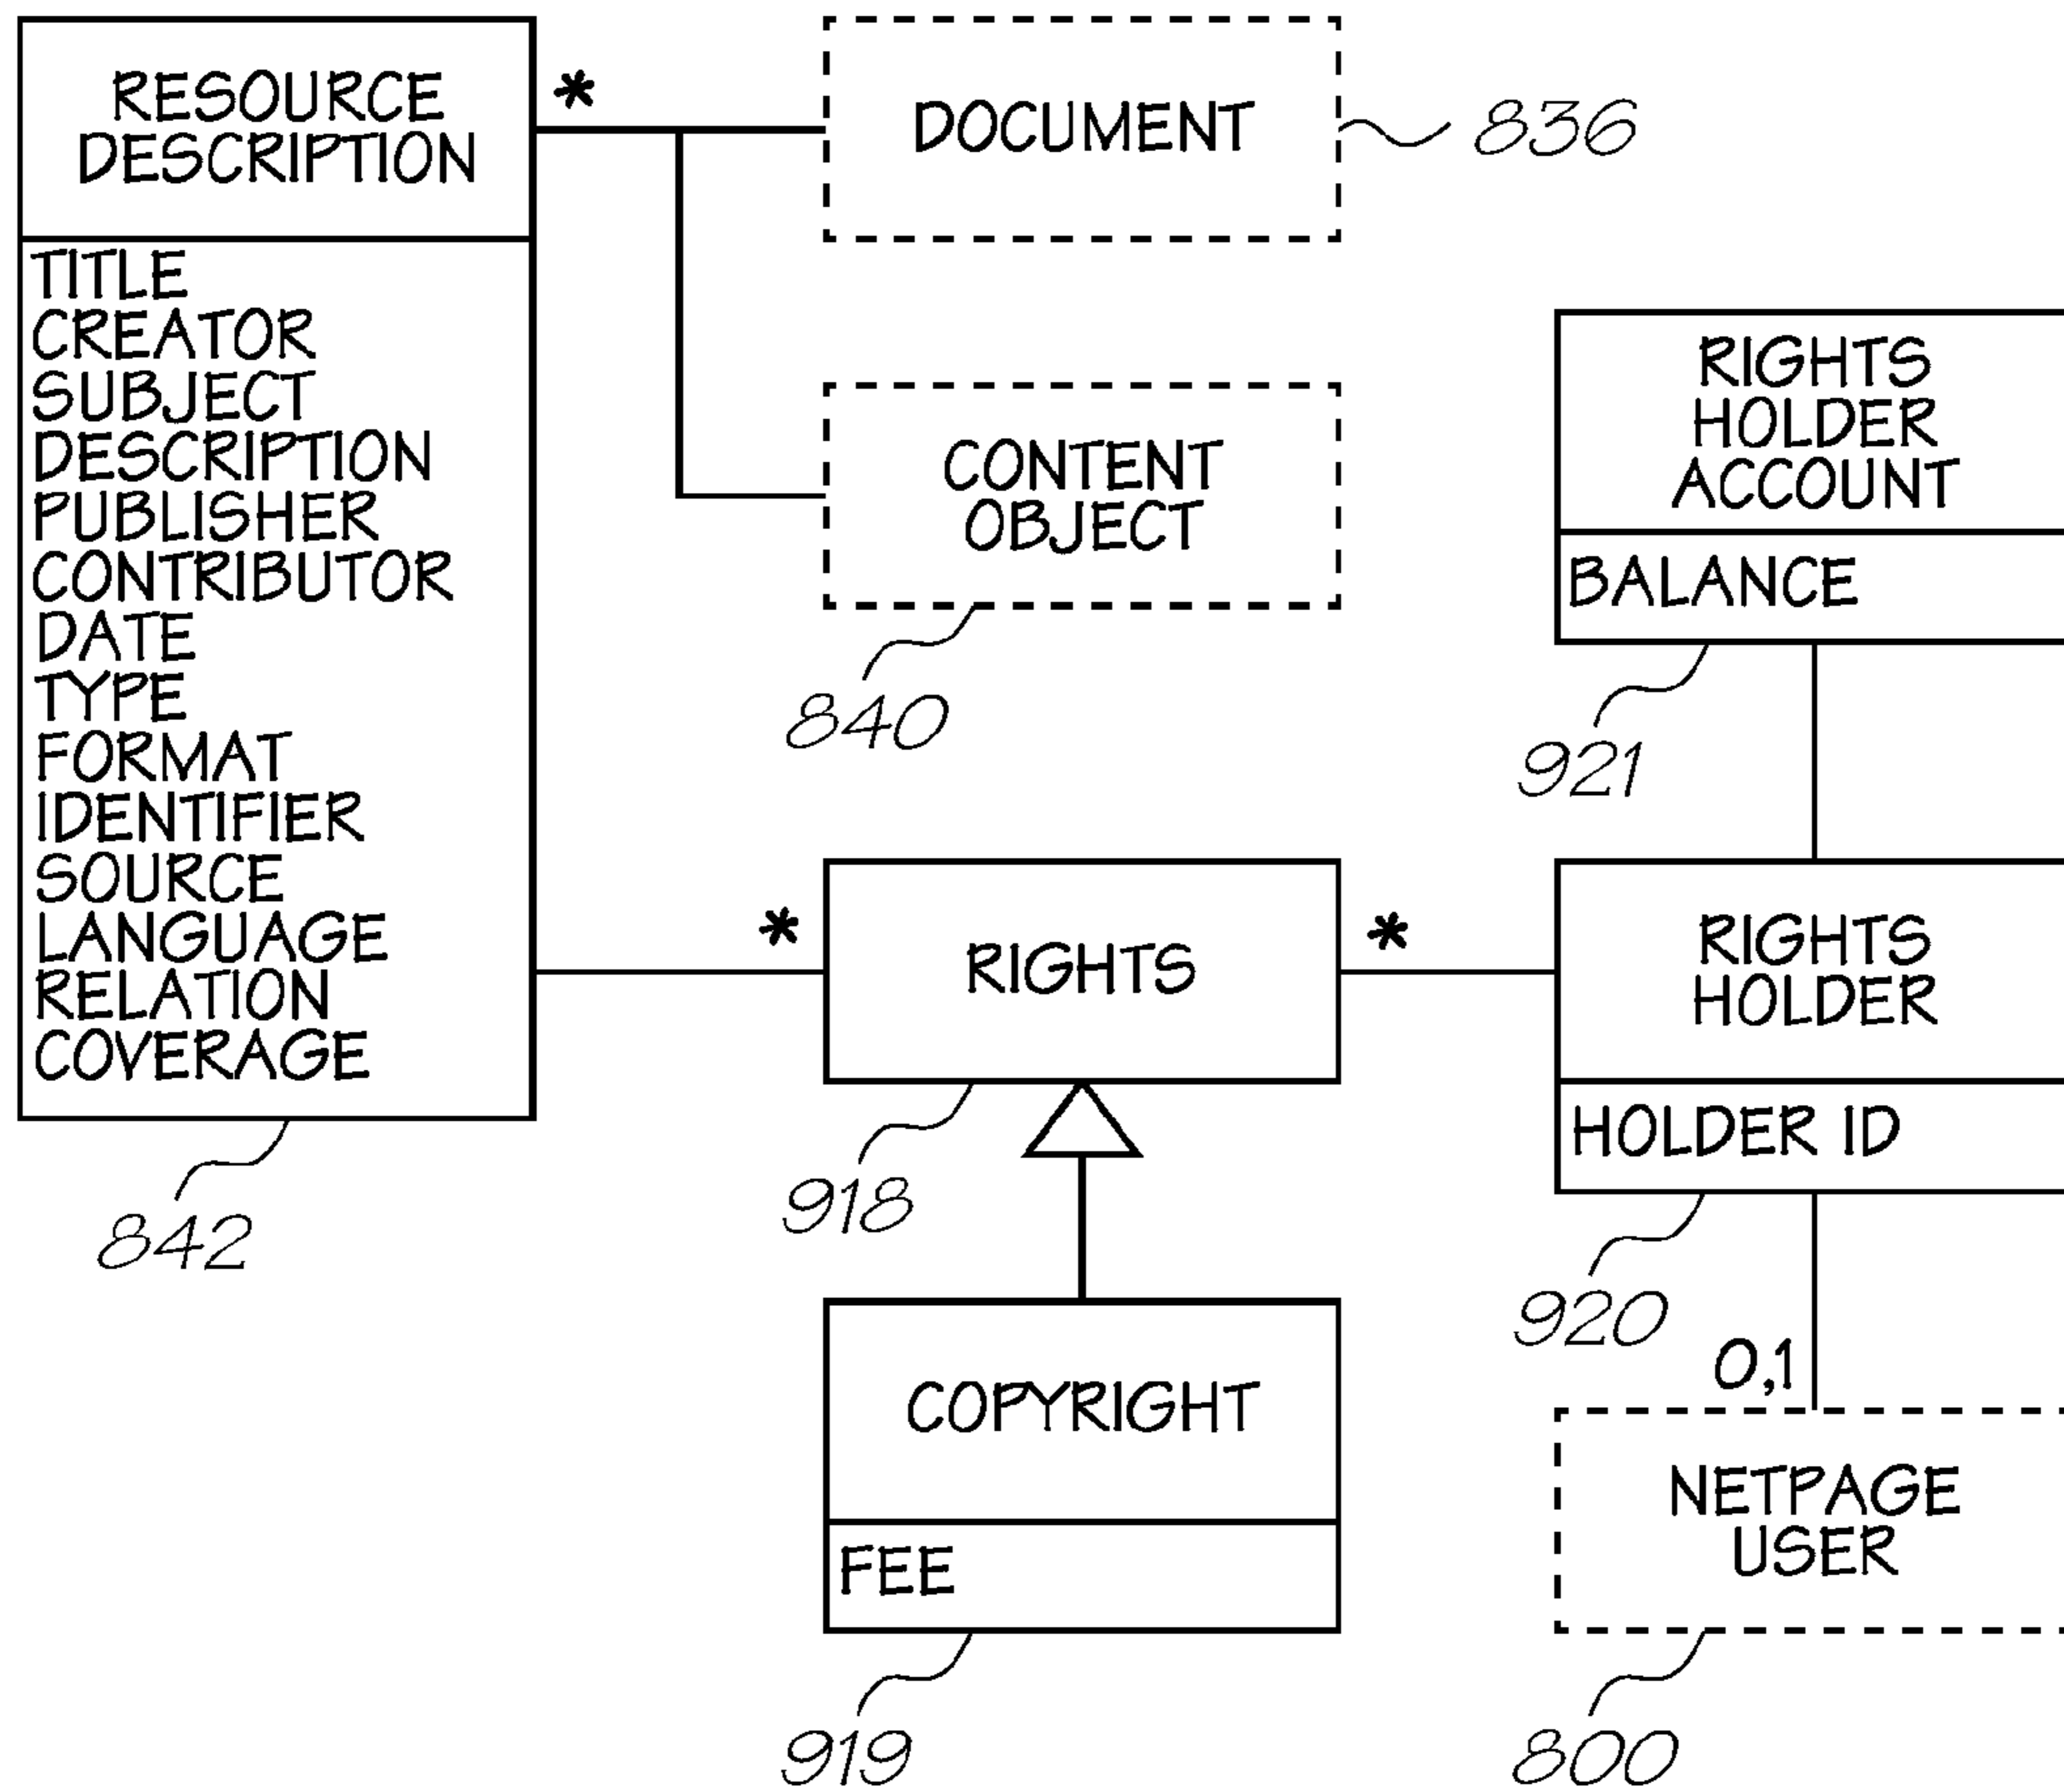 RESOURCE
DESCRIPTION
*
TITLE
CREATOR
SUBJECT
DESCRIPTION
PUBLISHER
CONTRIBUTOR
DATE
TYPE
FORMAT
IDENTIFIER
SOURCE
LANGUAGE
RELATION
COVERAGE
842
DOCUMENT
836
CONTENT
OBJECT
840
RIGHTS
HOLDER
ACCOUNT
BALANCE
921
*
RIGHTS
*
918
RIGHTS
HOLDER
HOLDER ID
920
COPYRIGHT
FEE
919
0,1
NETPAGE
USER
800